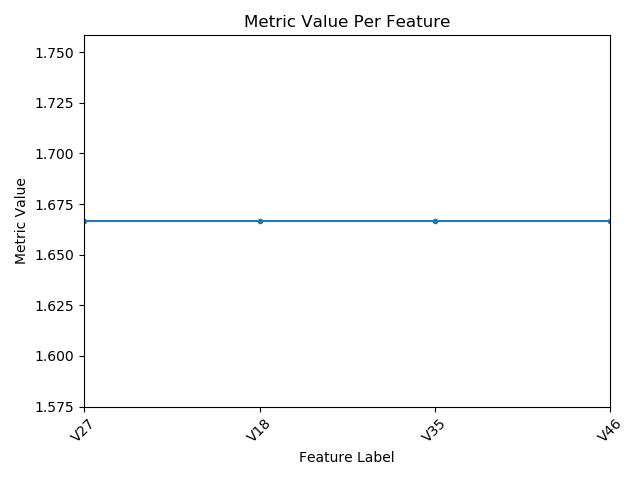 Metric Value Per Feature
Metric Value
1.750
1.725
1.700
1.675
1.650
1.625
1.600
1.575
V27
V18
V35
V46
Feature Label